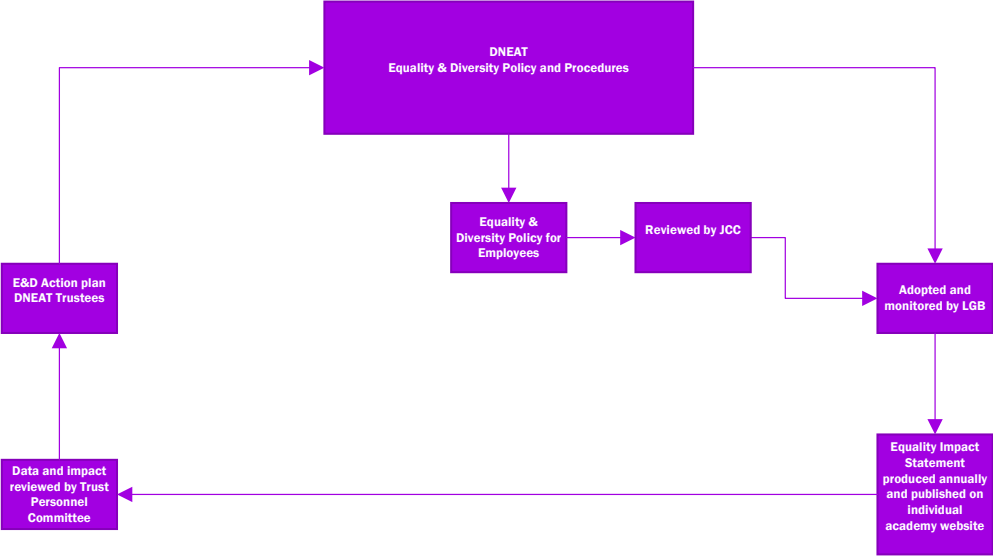 DNEAT
Equality & Diversity Policy and Procedures
Equality &
Diversity Policy for
Employees
Reviewed by JCC
E&D Action plan
DNEAT Trustees
Adopted and
monitored by LGB
Data and impact
reviewed by Trust
Personnel
Committee
Equality Impact
Statement
produced annually
and published on
individual
academy website